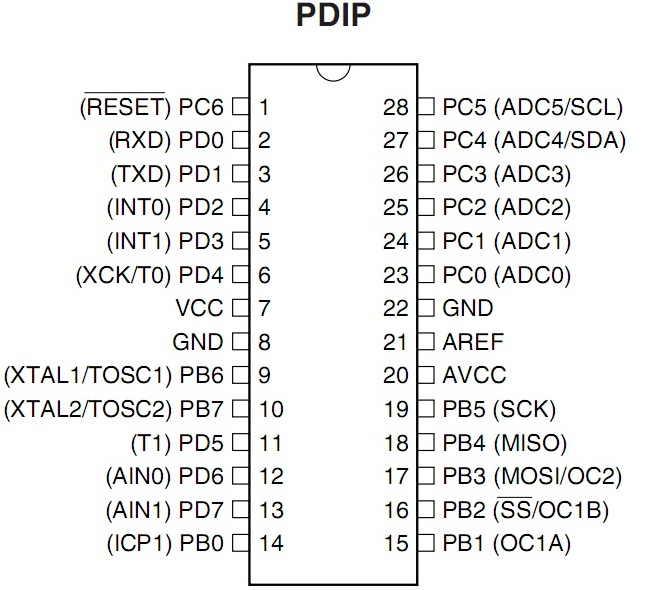 PDIP
(RESET) PC6 1 28 PC5 (ADC5/SCL)
(RXD) PD0 2 27 PC4 (ADC4/SDA)
(TXD) PD1 3 26 PC3 (ADC3)
(INT0) PD2 4 25 PC2 (ADC2)
(INT1) PD3 5 24 PC1 (ADC1)
(XCK/T0) PD4 6 23 PC0 (ADC0)
VCC 7 22 GND
GND 8 21 AREF
(XTAL1/TOSC1) PB6 9 20 AVCC
(XTAL2/TOSC2) PB7 10 19 PB5 (SCK)
(T1) PD5 11 18 PB4 (MISO)
(AIN0) PD6 12 17 PB3 (MOSI/OC2)
(AIN1) PD7 13 16 PB2 (SS/OC1B)
(ICP1) PB0 14 15 PB1 (OC1A)